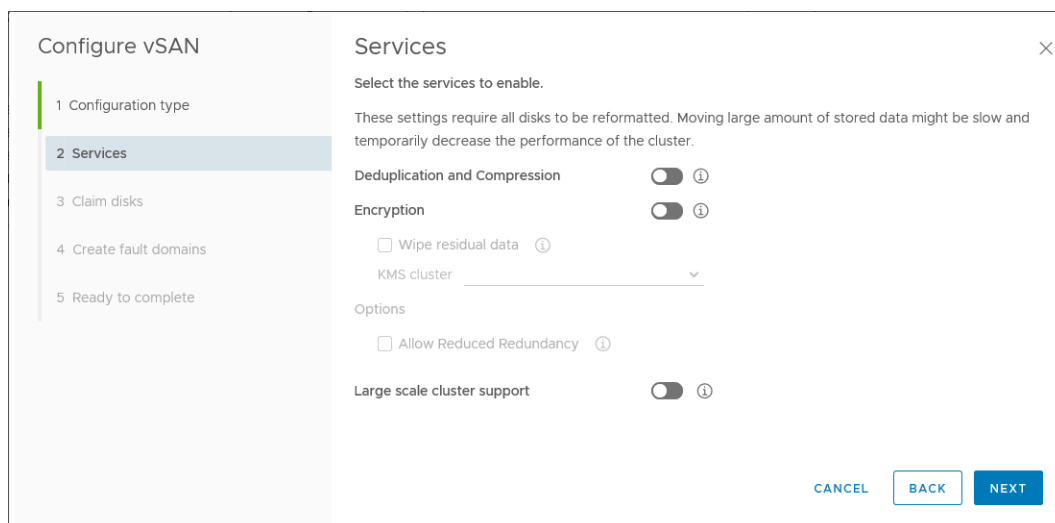 Configure vSAN
1 Configuration type
2 Services
3 Claim disks
4 Create fault domains
5 Ready to complete
Services
Select the services to enable.
These settings require all disks to be reformatted. Moving large amount of stored data might be slow and
temporarily decrease the performance of the cluster.
Deduplication and Compression
Encryption
Wipe residual data
KMS cluster
Options
Allow Reduced Redundancy
Large scale cluster support
CANCEL
BACK
NEXT